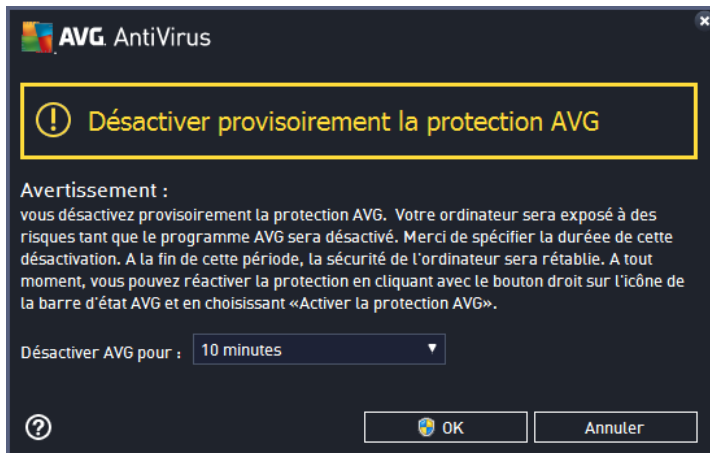 AVG AntiVirus
Désactiver provisoirement la protection AVG
Avertissement :
vous désactivez provisoirement la protection AVG. Votre ordinateur sera exposé à des
risques tant que le programme AVG sera désactivé. Merci de spécifier la duréee de cette
désactivation. A la fin de cette période, la sécurité de l'ordinateur sera rétablie. A tout
moment, vous pouvez réactiver la protection en cliquant avec le bouton droit sur l'icône de
la barre d'état AVG et en choisissant «Activer la protection AVG».
Désactiver AVG pour : 10 minutes
OK Annuler